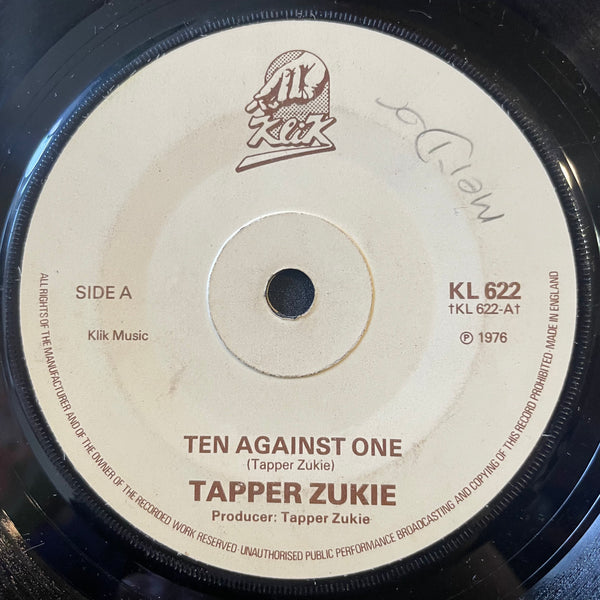 Klik
SIDE A
Klik Music
KL 622
†KL 622-A†
℗ 1976
TEN AGAINST ONE
(Tapper Zukie)
TAPPER ZUKIE
Producer: Tapper Zukie
ALL RIGHTS OF THE MANUFACTURER AND OF THE OWNER OF THE RECORDED WORK RESERVED·UNAUTHORISED PUBLIC PERFORMANCE BROADCASTING AND COPYING OF THIS RECORD PROHIBITED·MADE IN ENGLAND